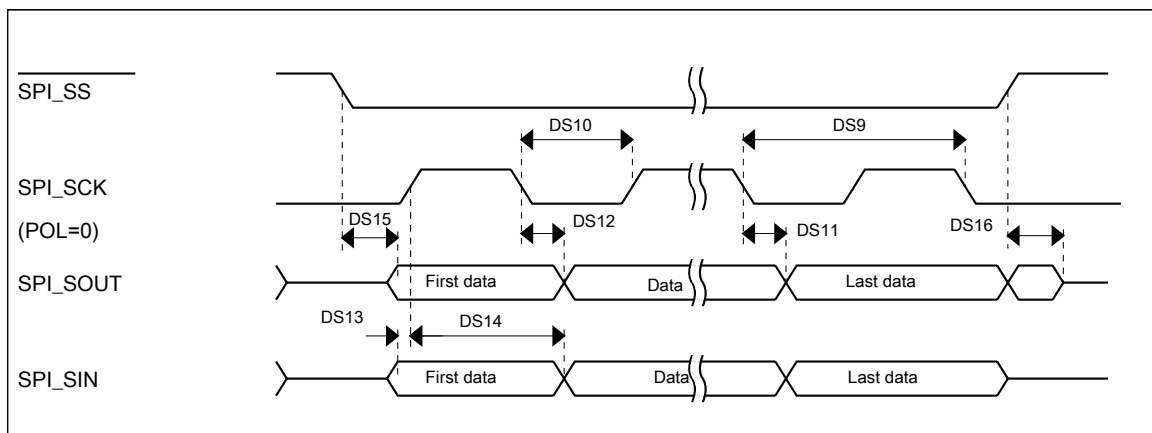 SPI_SS
DS10
DS9
SPI_SCK
(POL=0)
DS15
DS12
DS11
DS16
SPI_SOUT
First data
Data
Last data
DS13
DS14
SPI_SIN
First data
Data
Last data